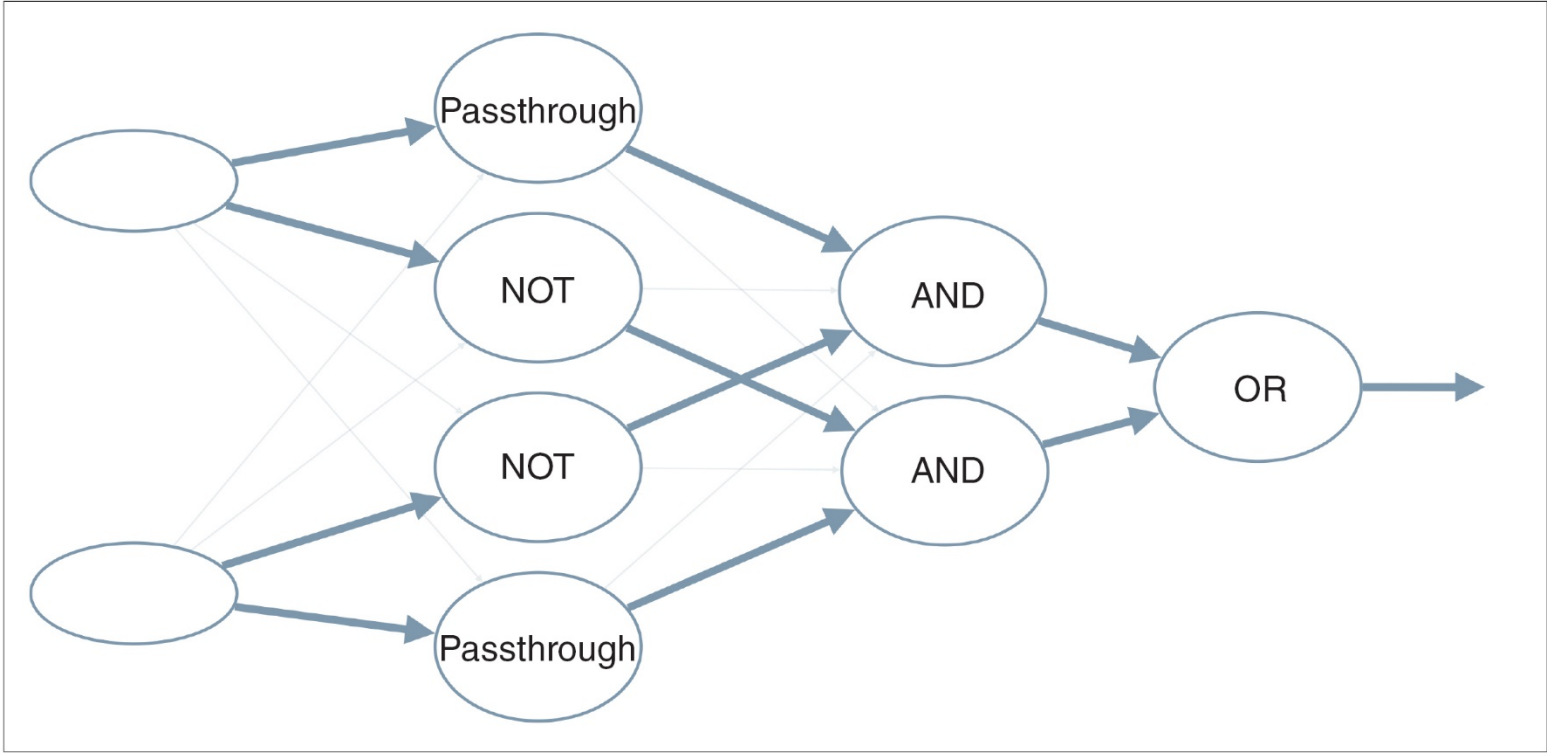 Passthrough
NOT
NOT
Passthrough
AND
AND
OR